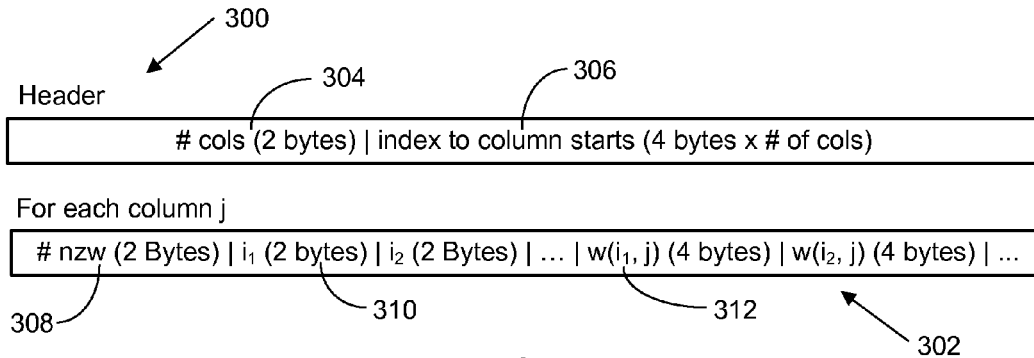 300
304
306
Header
# cols (2 bytes) | index to column starts (4 bytes x # of cols)
For each column j
# nzw (2 Bytes) | i₁ (2 bytes) | i₂ (2 Bytes) | … | w(i₁, j) (4 bytes) | w(i₂, j) (4 bytes) | ...
308
310
312
302